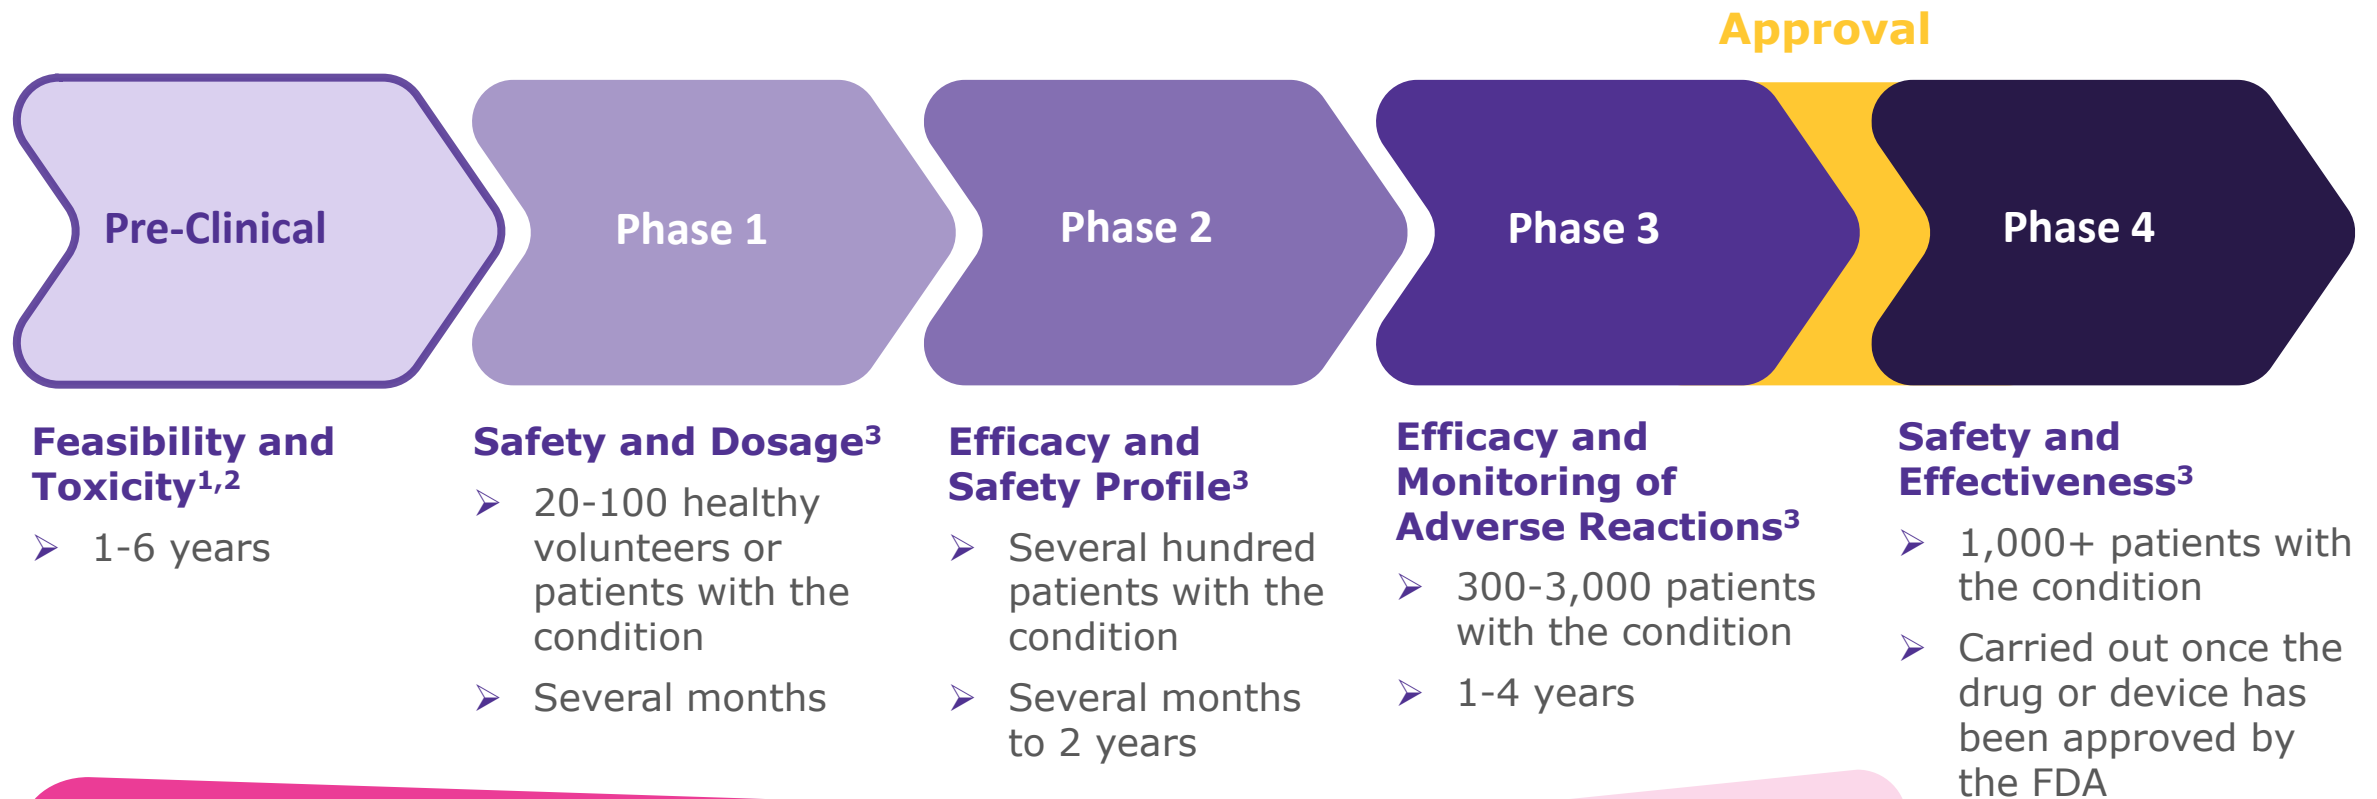 Approval
Pre-Clinical
Phase 1
Phase 2
Phase 3
Phase 4
Feasibility and
Toxicity1,2
➢ 1-6 years
Safety and Dosage3
➢ 20-100 healthy
volunteers or
patients with the
condition
➢ Several months
Efficacy and
Safety Profile3
➢ Several hundred
patients with the
condition
➢ Several months
to 2 years
Efficacy and
Monitoring of
Adverse Reactions3
➢ 300-3,000 patients
with the condition
➢ 1-4 years
Safety and
Effectiveness3
➢ 1,000+ patients with
the condition
➢ Carried out once the
drug or device has
been approved by
the FDA